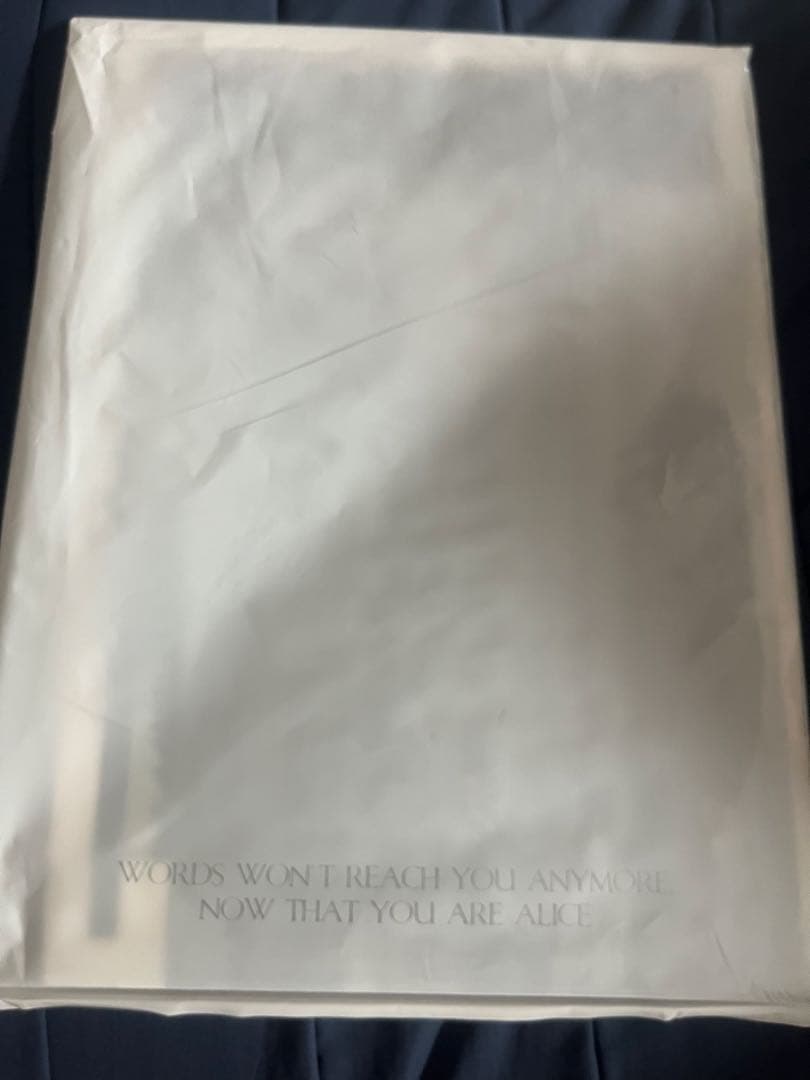 WORDS WON'T REACH YOU ANYMORE,
NOW THAT YOU ARE ALICE